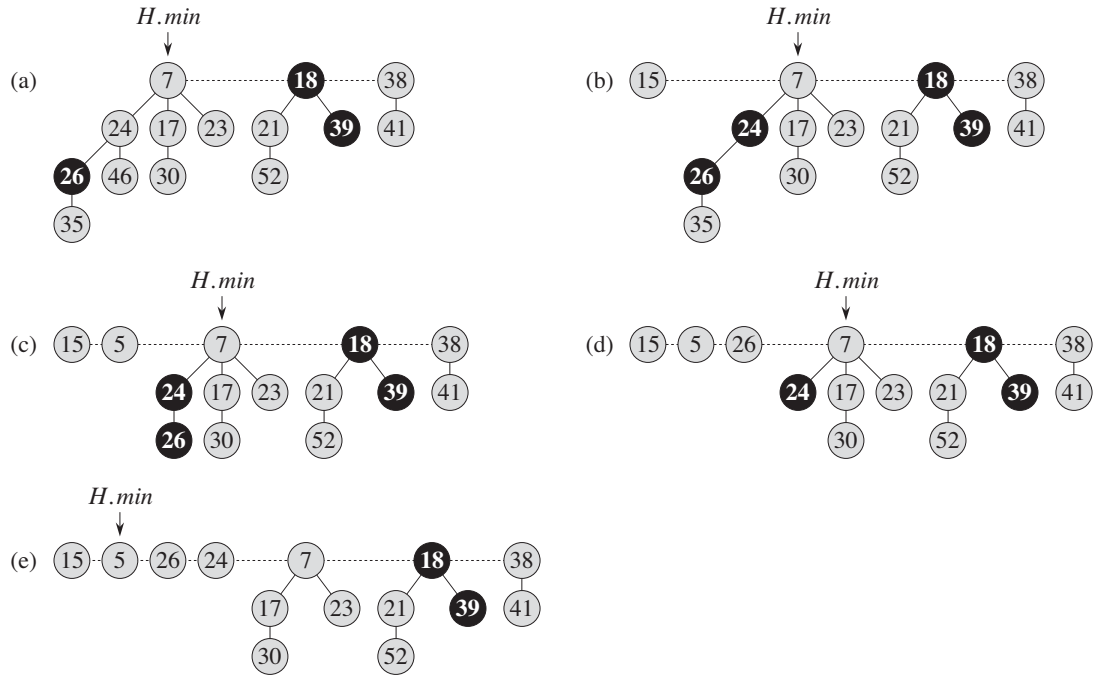 H.min H.min
(a) 7 18 38 (b) 15 7 18 38
24 17 23 21 39 41 24 17 23 21 39 41
26 46 30 52 26 30 52
35 35
H.min H.min
(c) 15 5 7 18 38 (d) 15 5 26 7 18 38
24 17 23 21 39 41 24 17 23 21 39 41
26 30 52 30 52
H.min
(e) 15 5 26 24 7 18 38
17 23 21 39 41
30 52